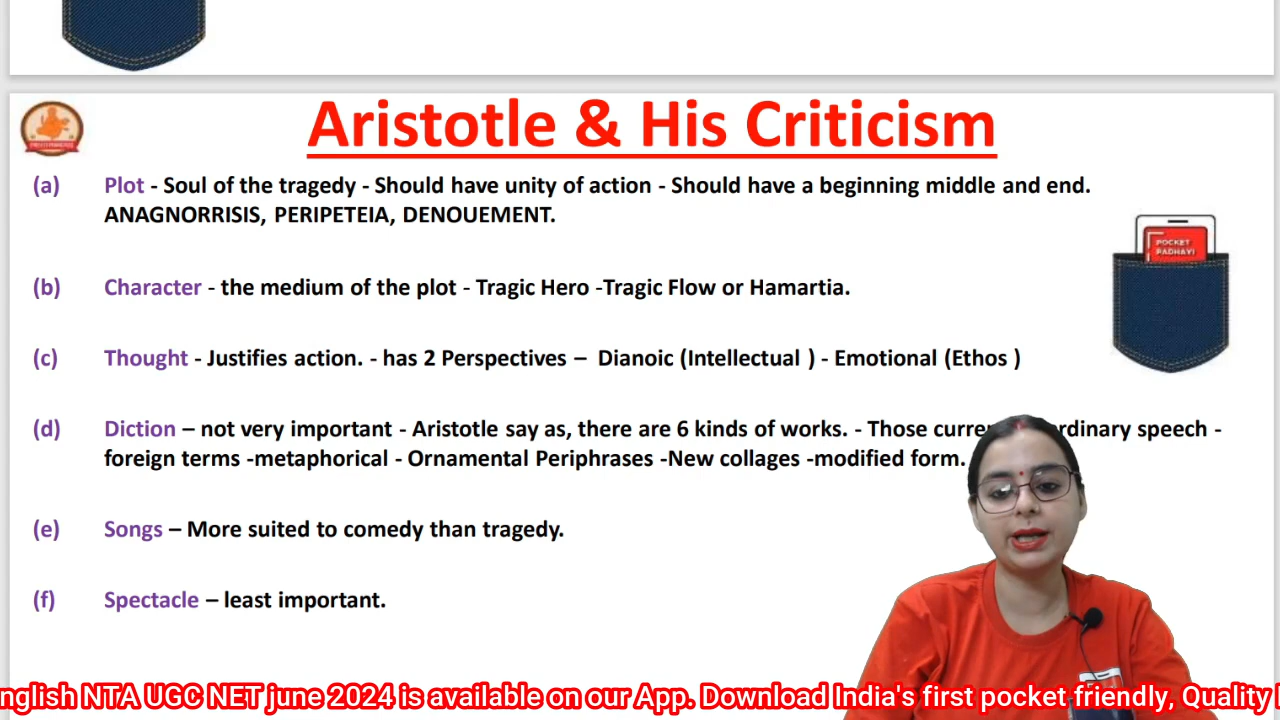 Aristotle & His Criticism
(a) Plot - Soul of the tragedy - Should have unity of action - Should have a beginning middle and end.
ANAGNORRISIS, PERIPETEIA, DENOUEMENT.
POCKET
PADHAYI
(b) Character - the medium of the plot - Tragic Hero -Tragic Flow or Hamartia.
(c) Thought - Justifies action. - has 2 Perspectives – Dianoic (Intellectual ) - Emotional (Ethos )
(d) Diction – not very important - Aristotle say as, there are 6 kinds of works. - Those ordinary speech -
foreign terms -metaphorical - Ornamental Periphrases -New collages -modified form.
(e) Songs – More suited to comedy than tragedy.
(f) Spectacle – least important.
NTA UGC NET june 2024 is available on our App. Download India's first pocket friendly, Quality